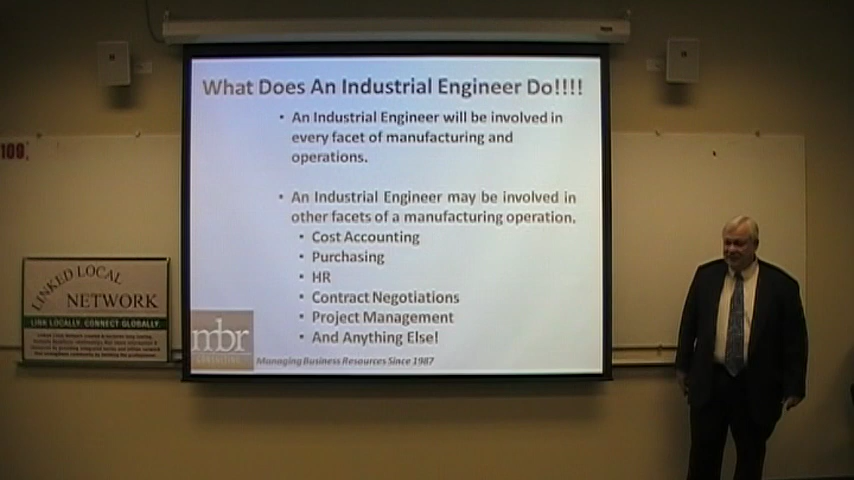 What Does An Industrial Engineer Do!!!!
• An Industrial Engineer will be involved in
every facet of manufacturing and
operations.
• An Industrial Engineer may be involved in
other facets of a manufacturing operation.
• Cost Accounting
• Purchasing
• HR
• Contract Negotiations
• Project Management
• And Anything Else!
mbr
CONSULTING
Managing Business Resources Since 1987
109
LINKED LOCAL
NETWORK
LINK LOCALLY. CONNECT GLOBALLY.